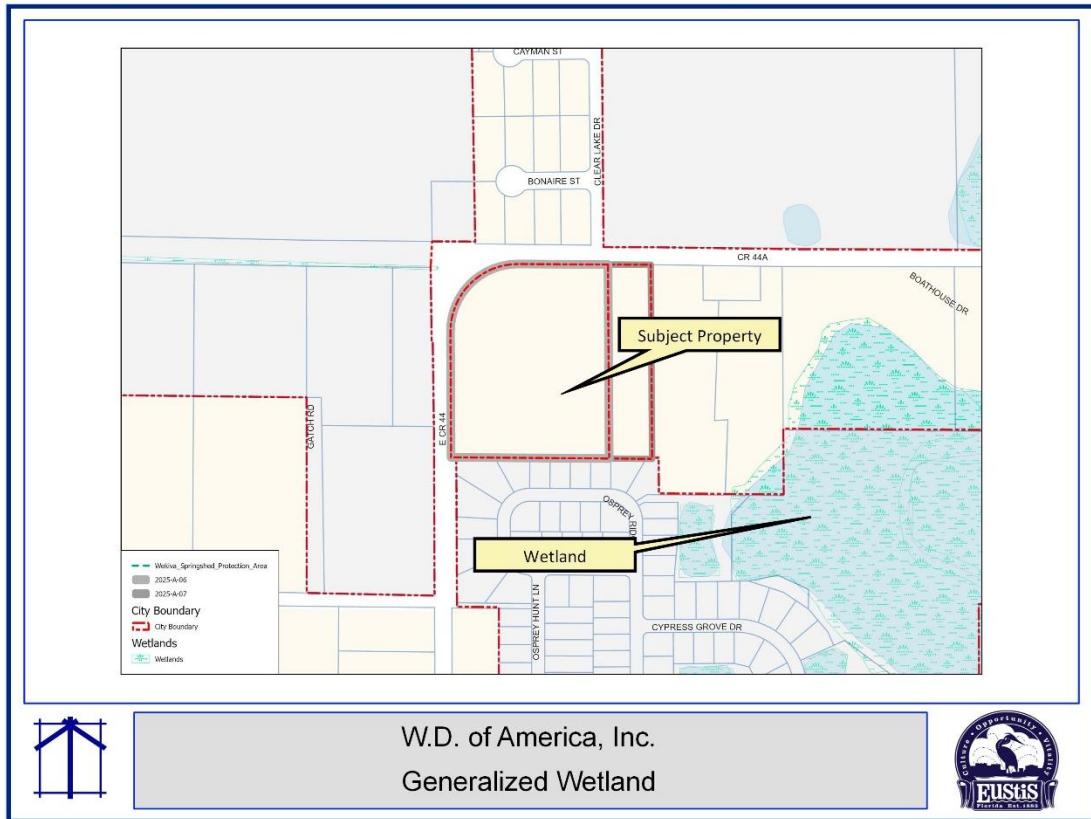 CAYMAN ST
CLEAR LAKE DR
BONAIRE ST
CR 44A
BOATHOUSE DR
Subject Property
GATCH RD
E CR 44
OSPREY RID
Wetland
OSPREY HUNT LN
CYPRESS GROVE DR
Wekiva_Springshed_Protection_Area
2025-A-06
2025-A-07
City Boundary
City Boundary
Wetlands
Wetlands
W.D. of America, Inc.
Generalized Wetland
Culture • Opportunity • Vitality
EUSTIS
Florida Est. 1883